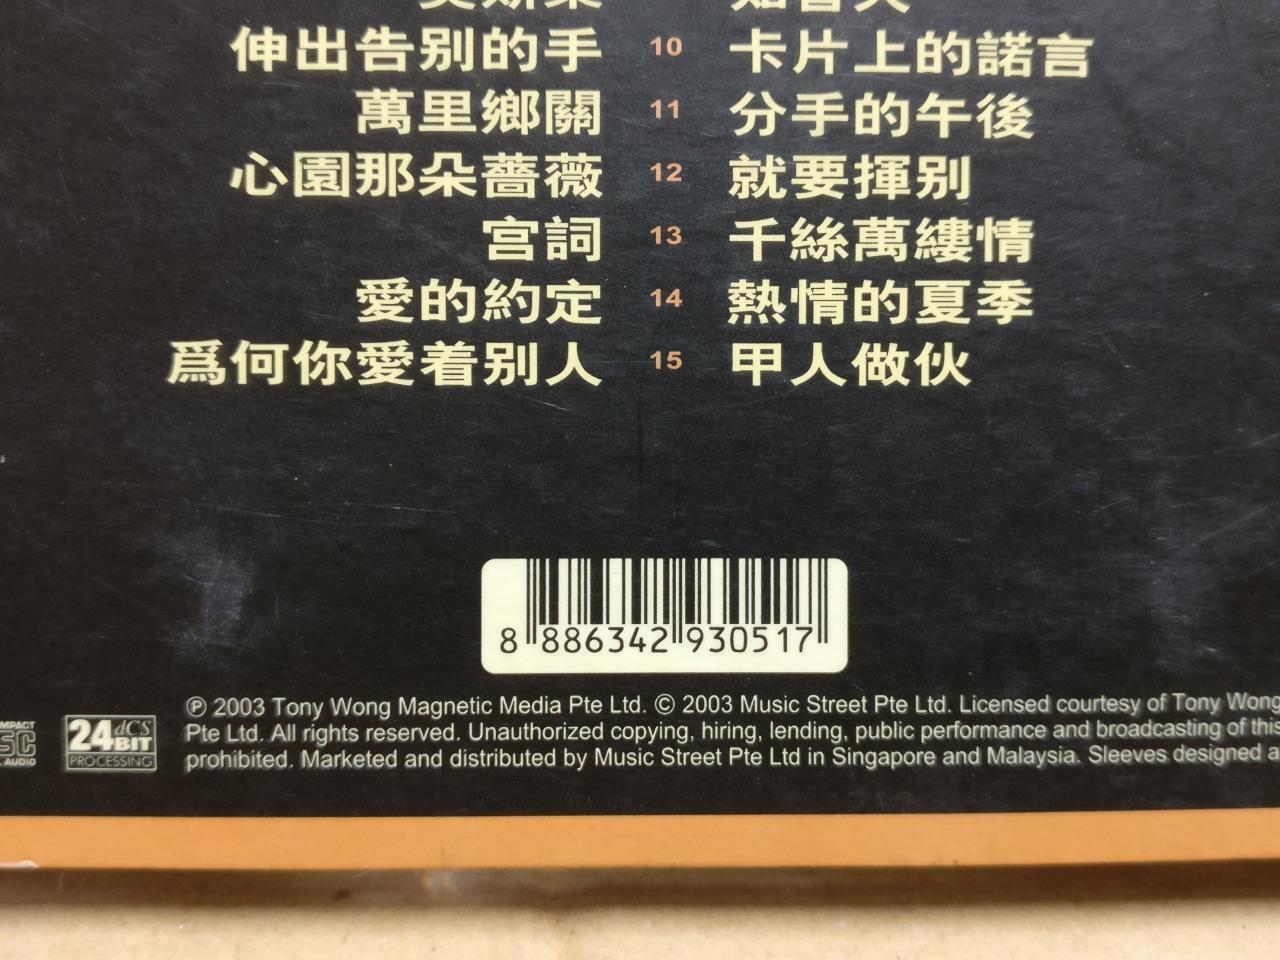 伸出告别的手 10 卡片上的諾言
萬里鄉關 11 分手的午後
心園那朵薔薇 12 就要揮别
宫詞 13 千絲萬縷情
愛的約定 14 熱情的夏季
爲何你愛着别人 15 甲人做伙
8 886342 930517
℗ 2003 Tony Wong Magnetic Media Pte Ltd. © 2003 Music Street Pte Ltd. Licensed courtesy of Tony Wong
Pte Ltd. All rights reserved. Unauthorized copying, hiring, lending, public performance and broadcasting of this
prohibited. Marketed and distributed by Music Street Pte Ltd in Singapore and Malaysia. Sleeves designed a
24 BIT dCS
PROCESSING
AUDIO